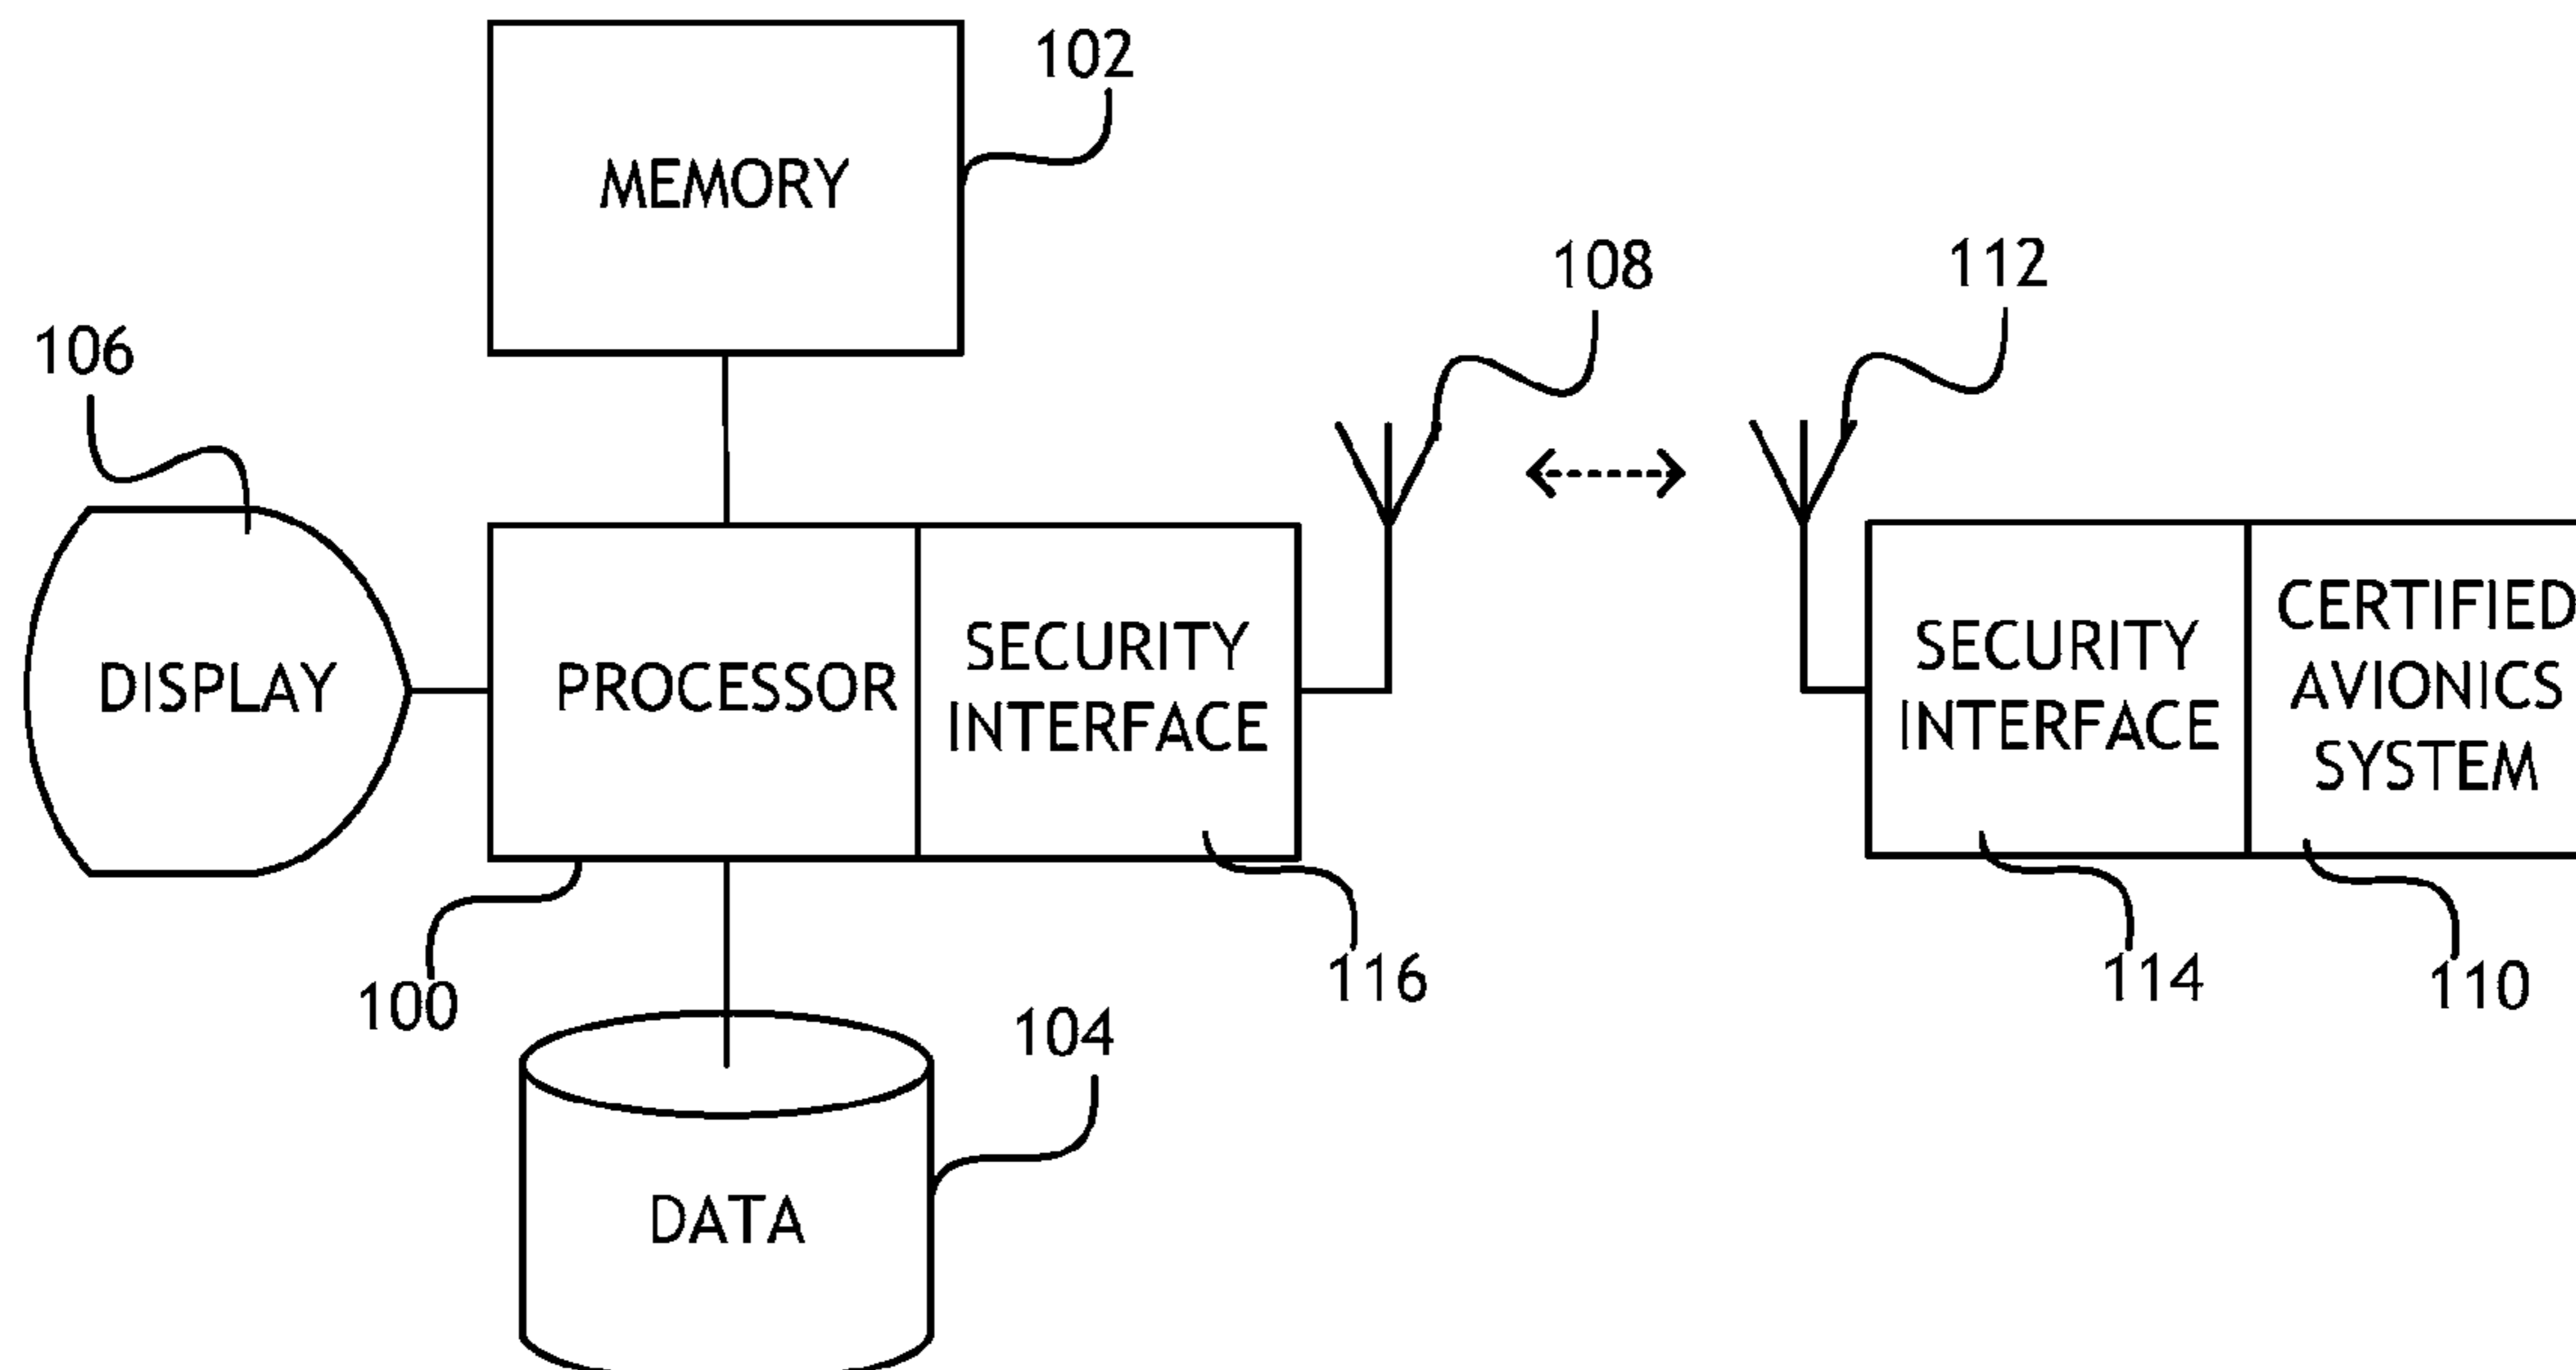 102
MEMORY
108
112
106
DISPLAY
PROCESSOR
SECURITY
INTERFACE
SECURITY
INTERFACE
CERTIFIED
AVIONICS
SYSTEM
100
116
114
110
104
DATA